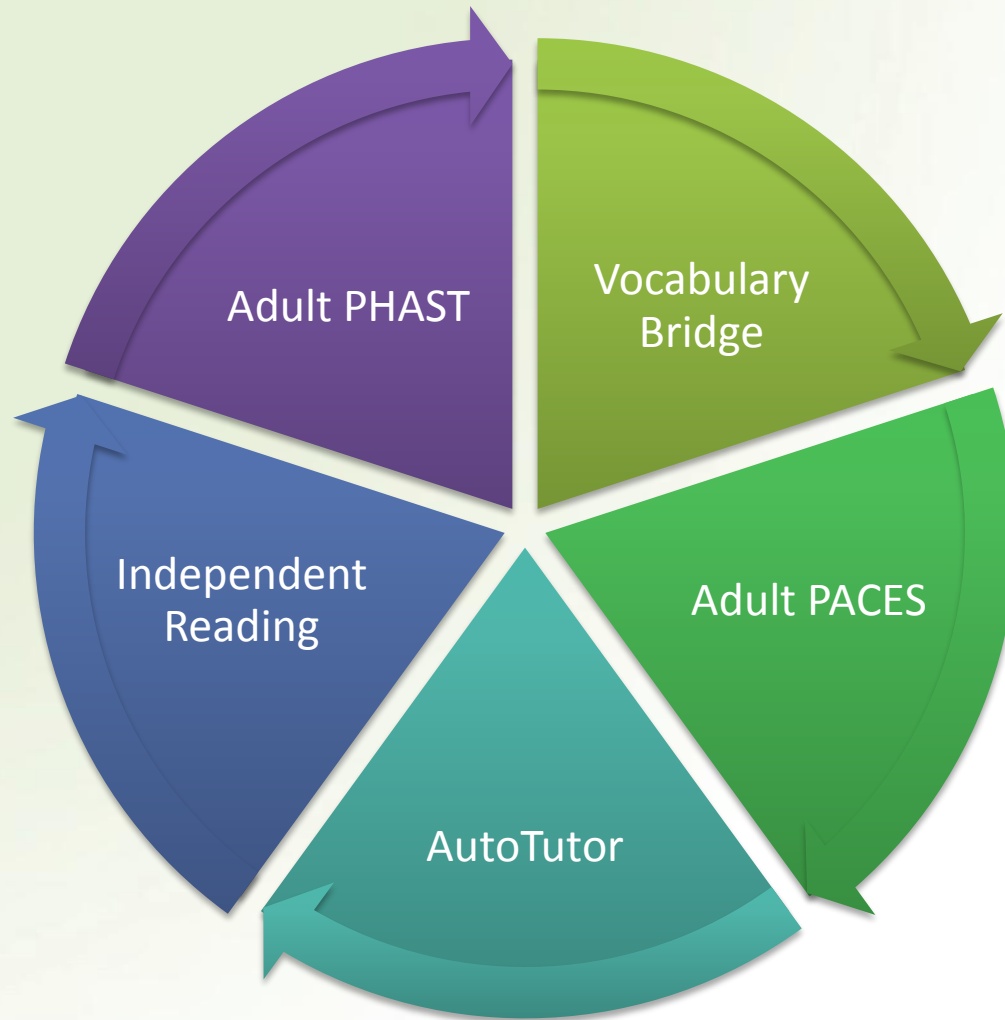 Adult PHAST
Vocabulary
Bridge
Adult PACES
AutoTutor
Independent
Reading